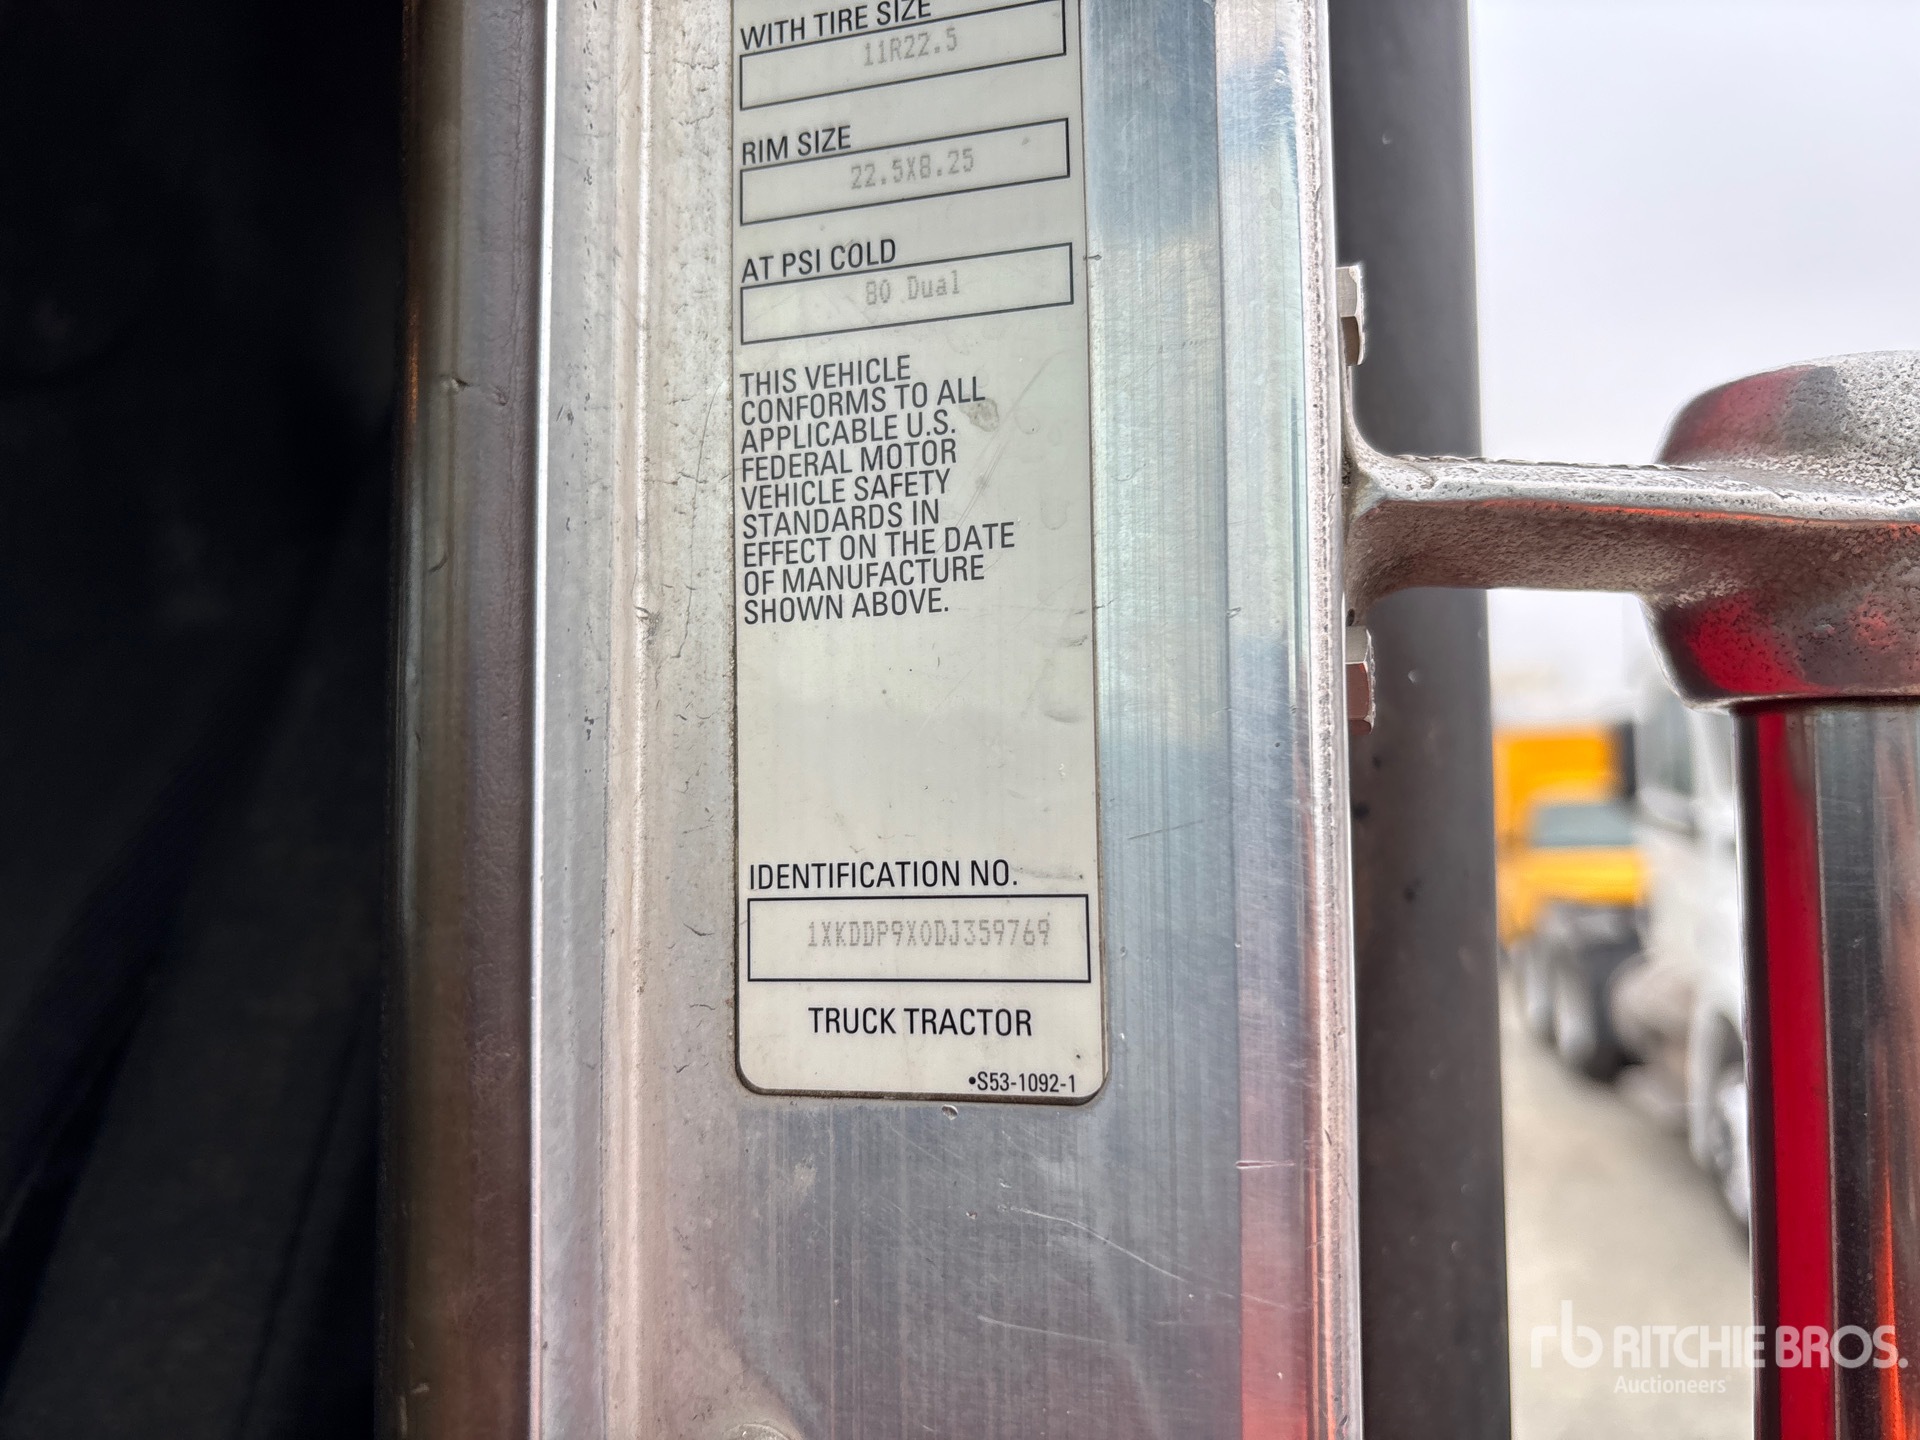 WITH TIRE SIZE
11R22.5
RIM SIZE
22.5X8.25
AT PSI COLD
80 Dual
THIS VEHICLE
CONFORMS TO ALL
APPLICABLE U.S.
FEDERAL MOTOR
VEHICLE SAFETY
STANDARDS IN
EFFECT ON THE DATE
OF MANUFACTURE
SHOWN ABOVE.
IDENTIFICATION NO.
1XKDDP9X0DJ359769
TRUCK TRACTOR
•S53-1092-1
rb RITCHIE BROS.
Auctioneers